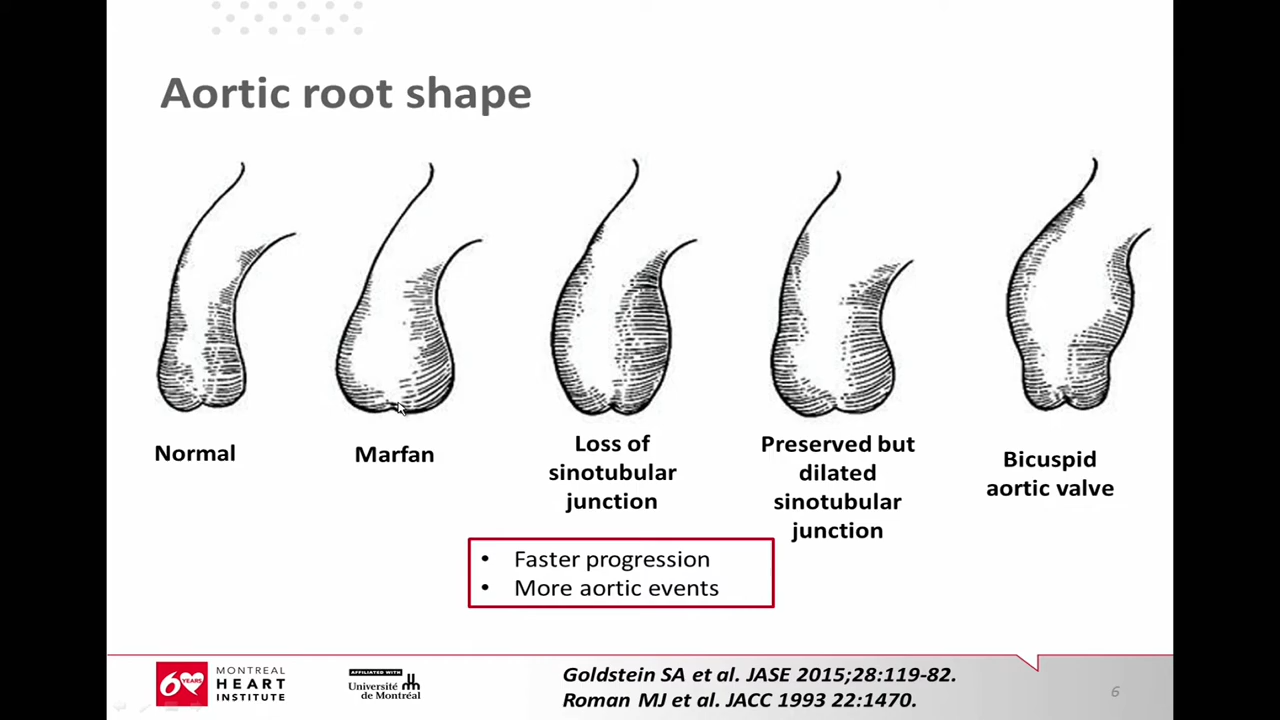 Aortic root shape
Normal
Marfan
Loss of
sinotubular
junction
Preserved but
dilated
sinotubular
junction
Bicuspid
aortic valve
• Faster progression
• More aortic events
60 YEARS
MONTREAL
HEART
INSTITUTE
AFFILIATED WITH
Université
de Montréal
Goldstein SA et al. JASE 2015;28:119-82.
Roman MJ et al. JACC 1993 22:1470.
6